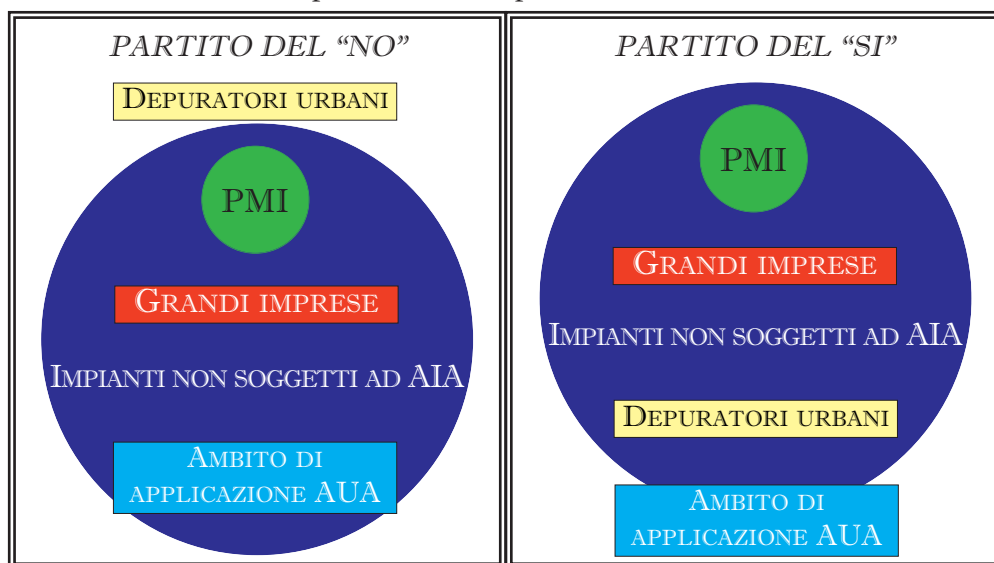 PARTITO DEL “NO”
DEPURATORI URBANI
PMI
GRANDI IMPRESE
IMPIANTI NON SOGGETTI AD AIA
AMBITO DI
APPLICAZIONE AUA
PARTITO DEL “SI”
PMI
GRANDI IMPRESE
IMPIANTI NON SOGGETTI AD AIA
DEPURATORI URBANI
AMBITO DI
APPLICAZIONE AUA